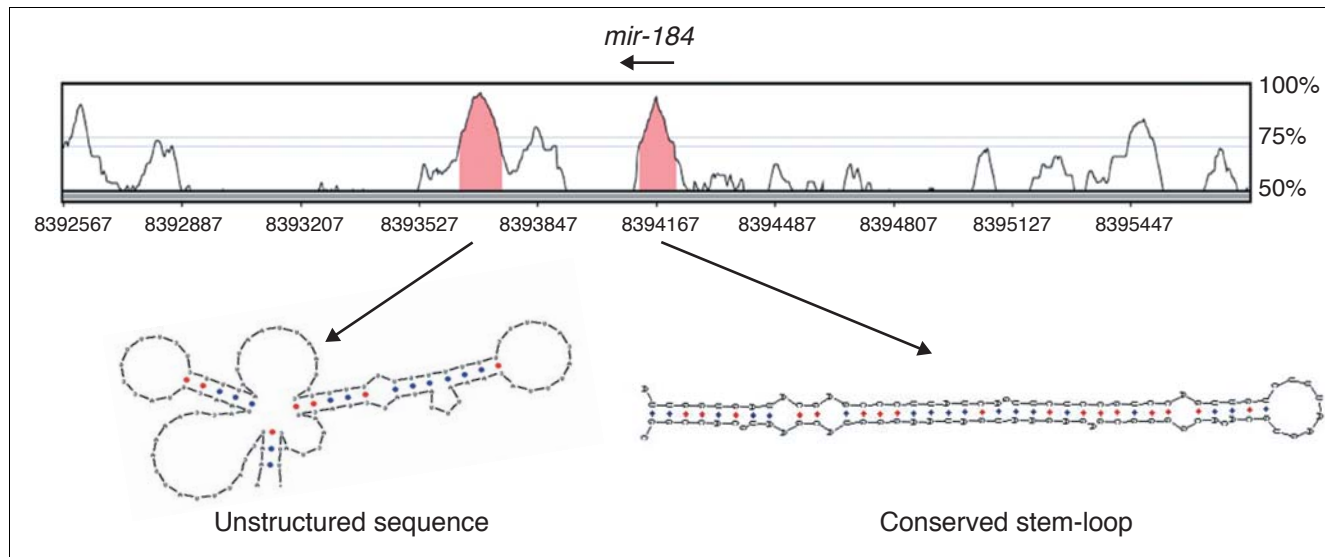 mir-184
100%
75%
50%
8392567 8392887 8393207 8393527 8393847 8394167 8394487 8394807 8395127 8395447
Unstructured sequence
Conserved stem-loop